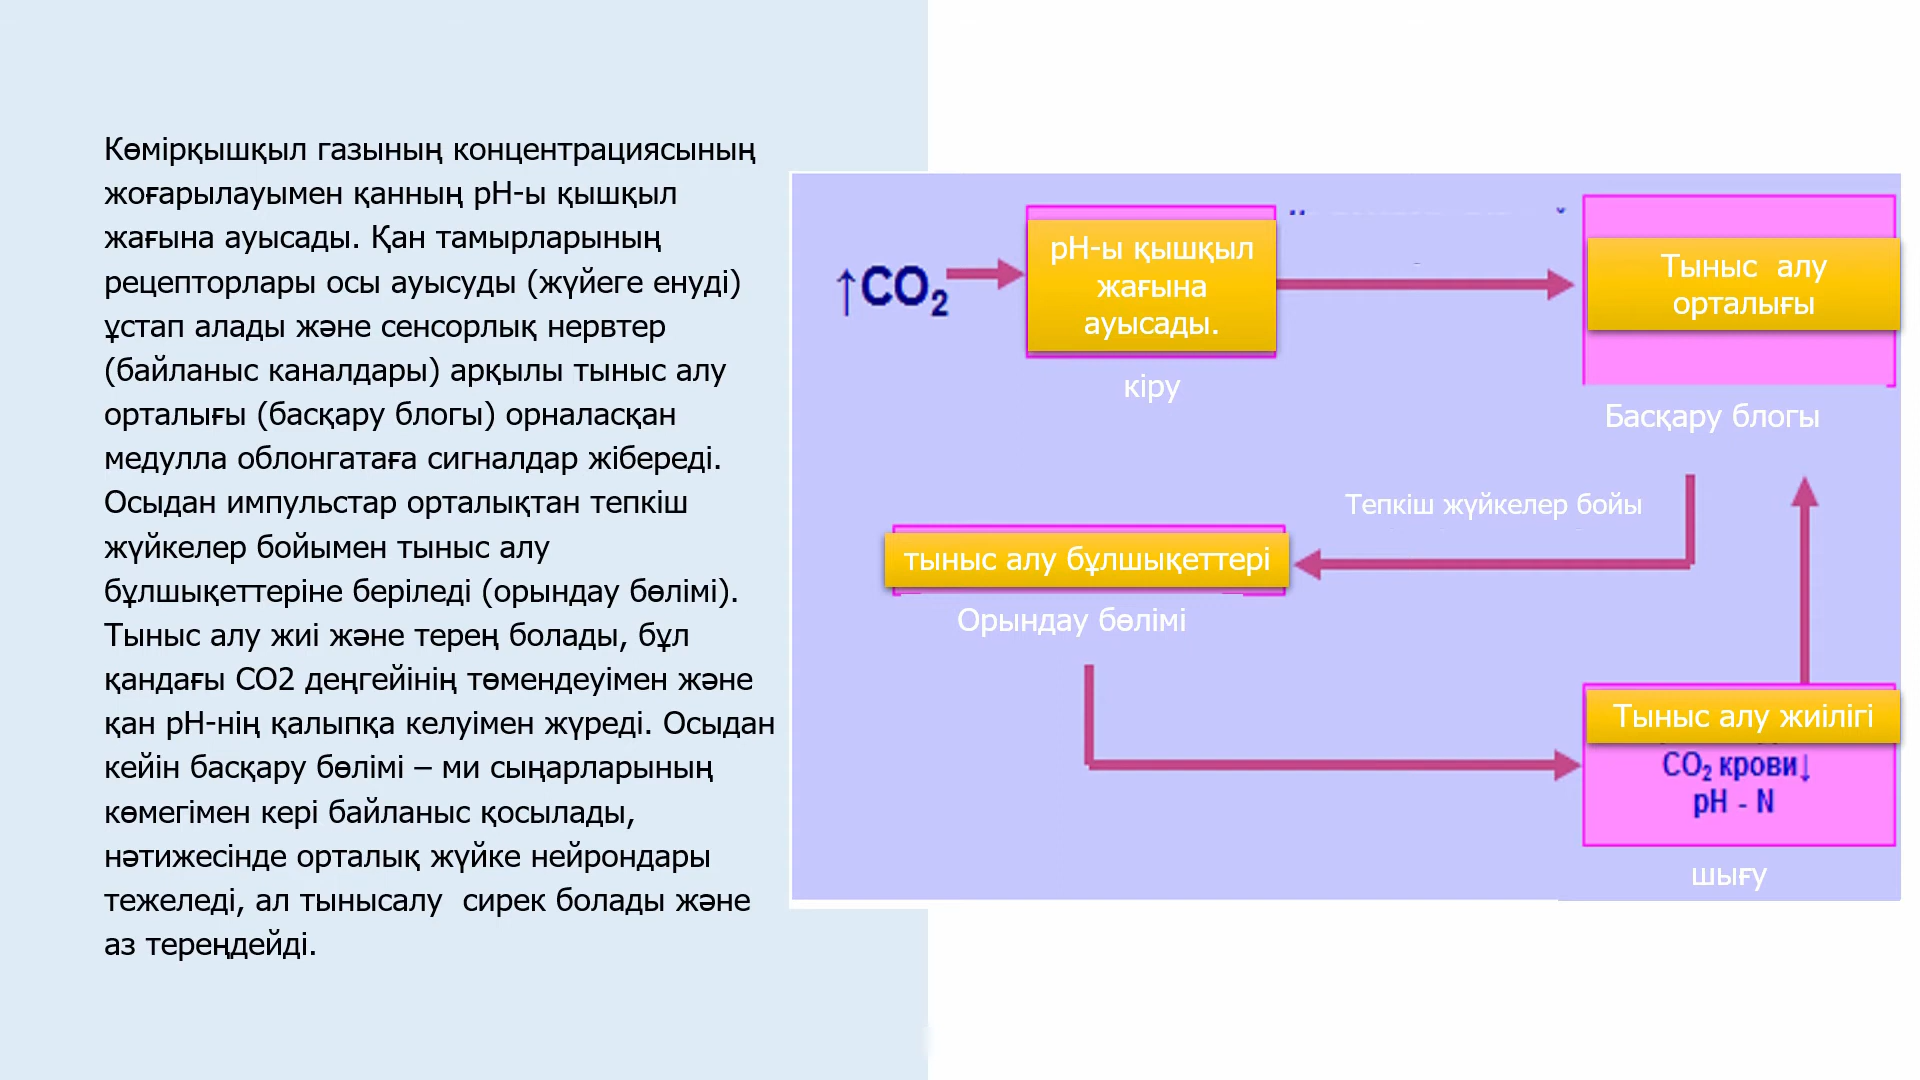 Көмірқышқыл газының концентрациясының
жоғарылауымен қанның рН-ы қышқыл
жағына ауысады. Қан тамырларының
рецепторлары осы ауысуды (жүйеге енуді)
ұстап алады және сенсорлық нервтер
(байланыс каналдары) арқылы тыныс алу
орталығы (басқару блогы) орналасқан
медулла облонгатаға сигналдар жібереді.
Осыдан импульстар орталықтан тепкіш
жүйкелер бойымен тыныс алу
бұлшықеттеріне беріледі (орындау бөлімі).
Тыныс алу жиі және терең болады, бұл
қандағы СО2 деңгейінің төмендеуімен және
қан рН-нің қалыпқа келуімен жүреді. Осыдан
кейін басқару бөлімі – ми сыңарларының
көмегімен кері байланыс қосылады,
нәтижесінде орталық жүйке нейрондары
тежеледі, ал тынысалу  сирек болады және
аз тереңдейді.
↑CO₂
рН-ы қышқыл
жағына
ауысады.
кіру
Тыныс  алу
орталығы
Басқару блогы
Тепкіш жүйкелер бойы
тыныс алу бұлшықеттері
Орындау бөлімі
Тыныс алу жиілігі
CO₂ крови↓
pH - N
шығу